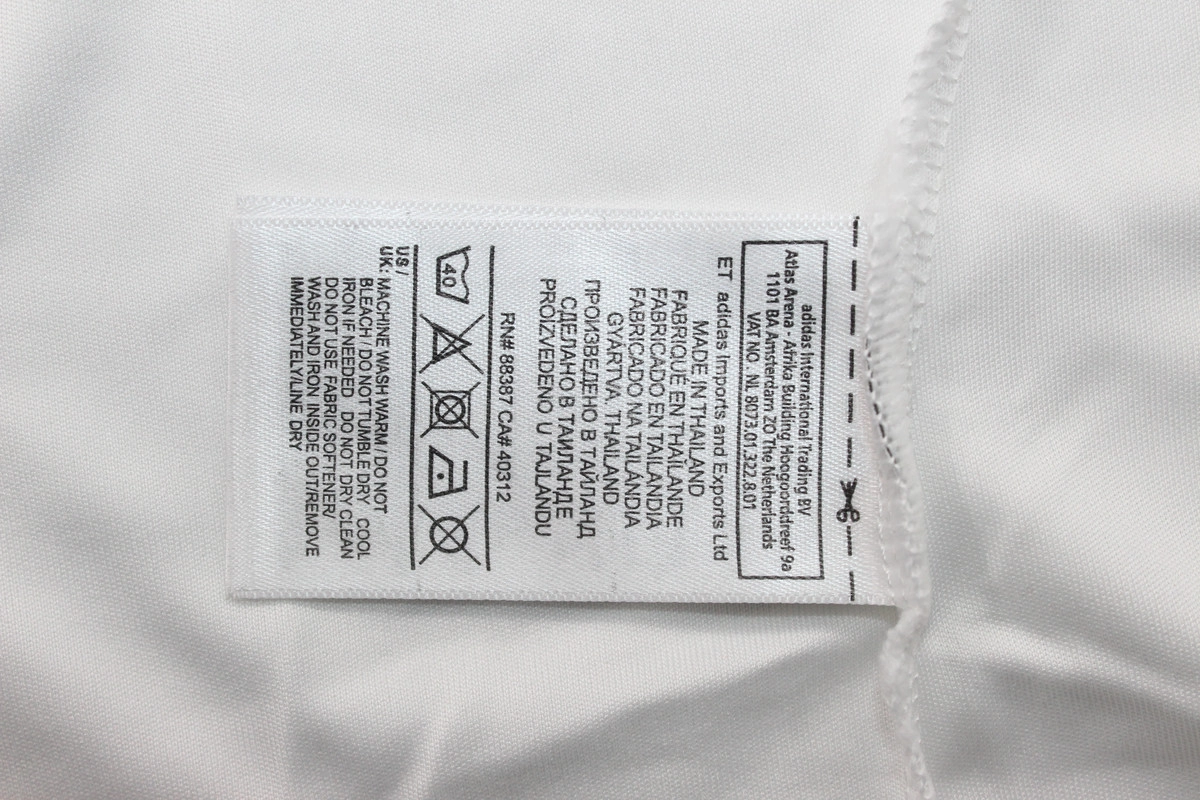 adidas International Trading BV
Atlas Arena - Afrika Building Hoogoorddreef 9a
1101 BA Amsterdam ZO The Netherlands
VAT NO. NL 8073.01.322.8.01
ET adidas Imports and Exports Ltd
MADE IN THAILAND
FABRIQUÉ EN THAÏLANDE
FABRICADO EN TAILANDIA
FABRICADO NA TAILÂNDIA
GYÁRTVA THAILAND
ПРОИЗВЕДЕНО В ТАЙЛАНД
СДЕЛАНО В ТАИЛАНДЕ
PROIZVEDENO U TAJLANDU
RN# 88387 CA# 40312
40
US /
UK: MACHINE WASH WARM / DO NOT
BLEACH / DO NOT TUMBLE DRY COOL
IRON IF NEEDED DO NOT DRY CLEAN
DO NOT USE FABRIC SOFTENER/
WASH AND IRON INSIDE OUT/REMOVE
IMMEDIATELY/LINE DRY